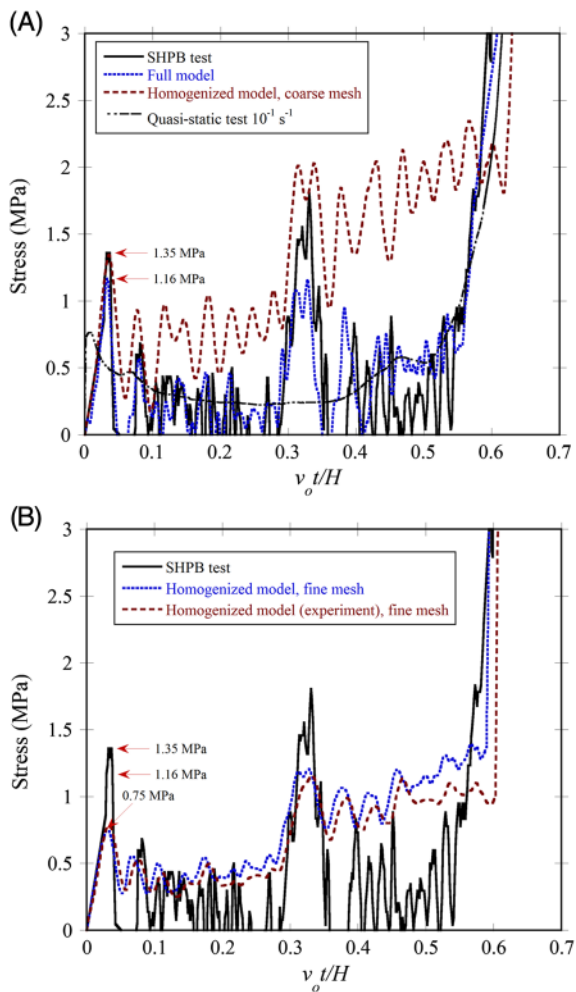 (A)
3
2.5
2
1.5
1
0.5
0
Stress (MPa)
SHPB test
Full model
Homogenized model, coarse mesh
Quasi-static test 10⁻¹ s⁻¹
1.35 MPa
1.16 MPa
0 0.1 0.2 0.3 0.4 0.5 0.6 0.7
vₒt/H
(B)
3
2.5
2
1.5
1
0.5
0
Stress (MPa)
SHPB test
Homogenized model, fine mesh
Homogenized model (experiment), fine mesh
1.35 MPa
1.16 MPa
0.75 MPa
0 0.1 0.2 0.3 0.4 0.5 0.6 0.7
vₒt/H